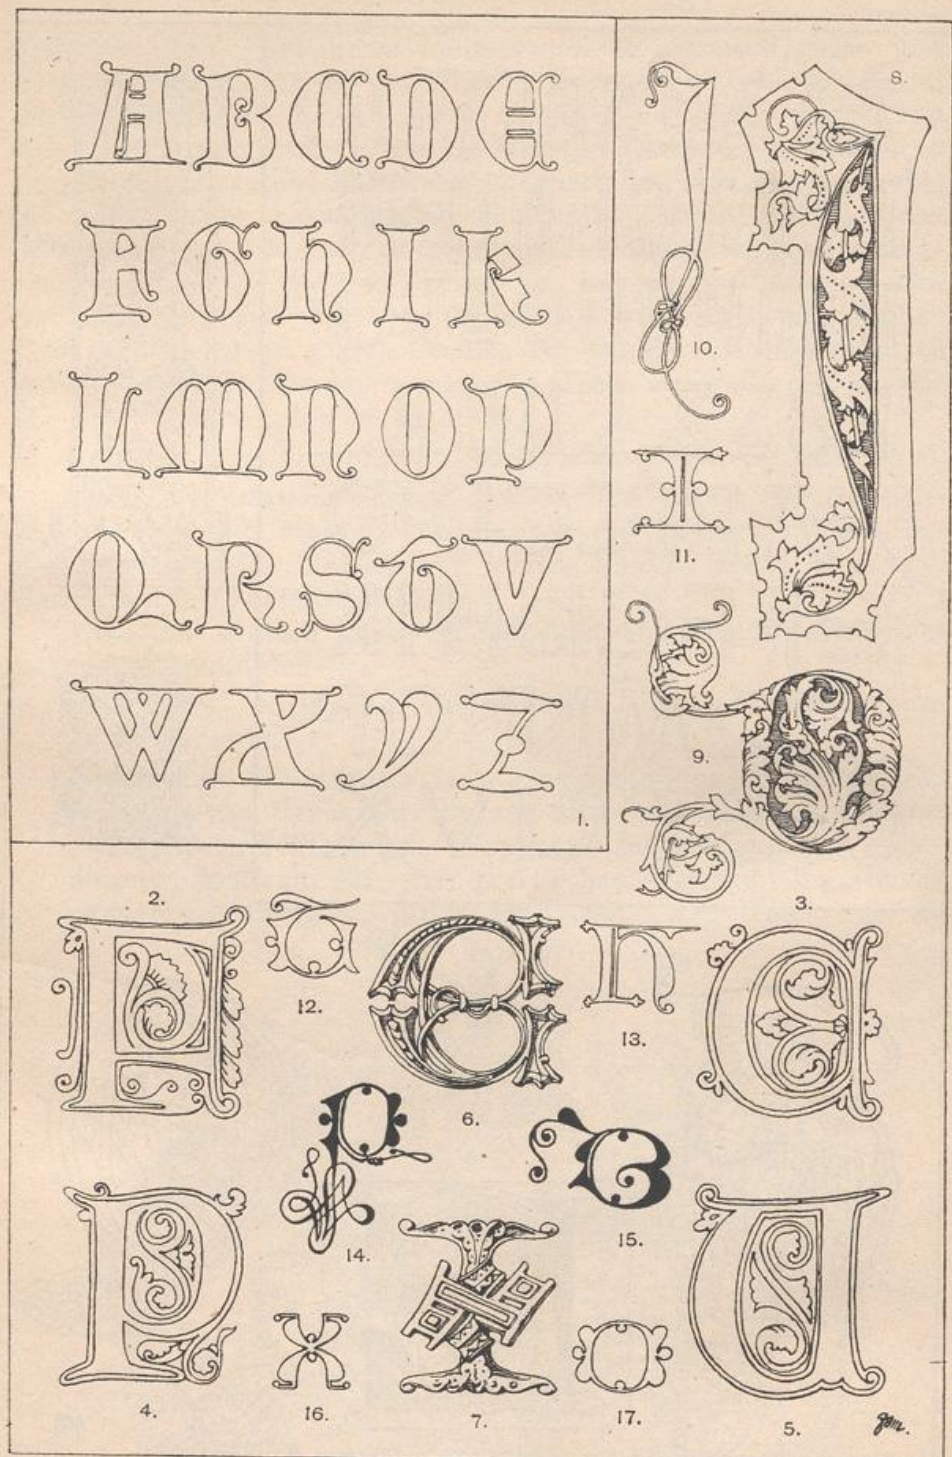 A B C D E
F G h I K
L M N O P
Q R S T V
W X Y Z
1.
8.
10.
I
11.
9.
2.
3.
12.
E
6.
h
13.
14.
15.
P
4.
X
16.
7.
O
17.
5.